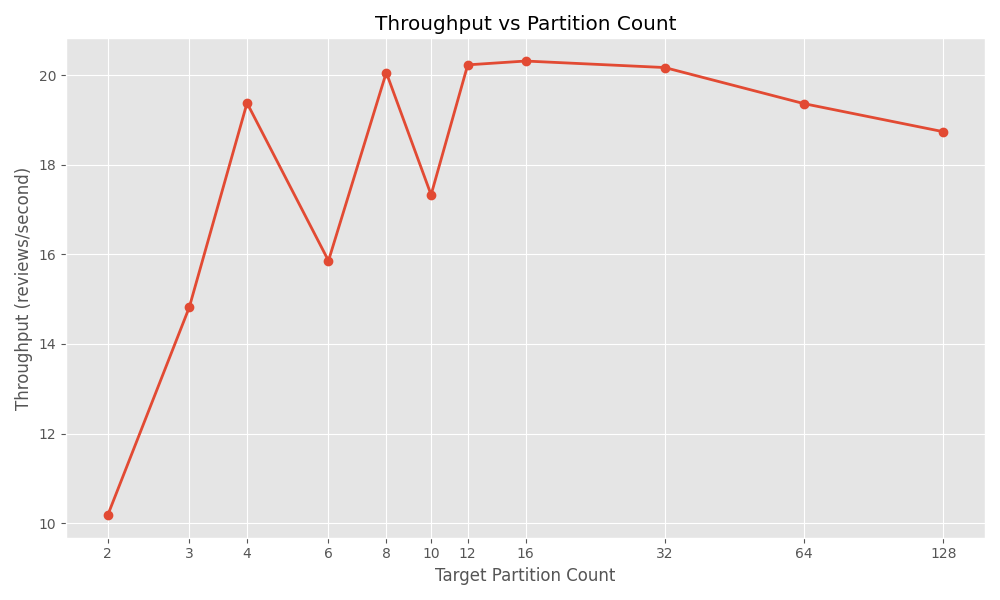 Throughput vs Partition Count
Throughput (reviews/second)
20
18
16
14
12
10
2 3 4 6 8 10 12 16 32 64 128
Target Partition Count